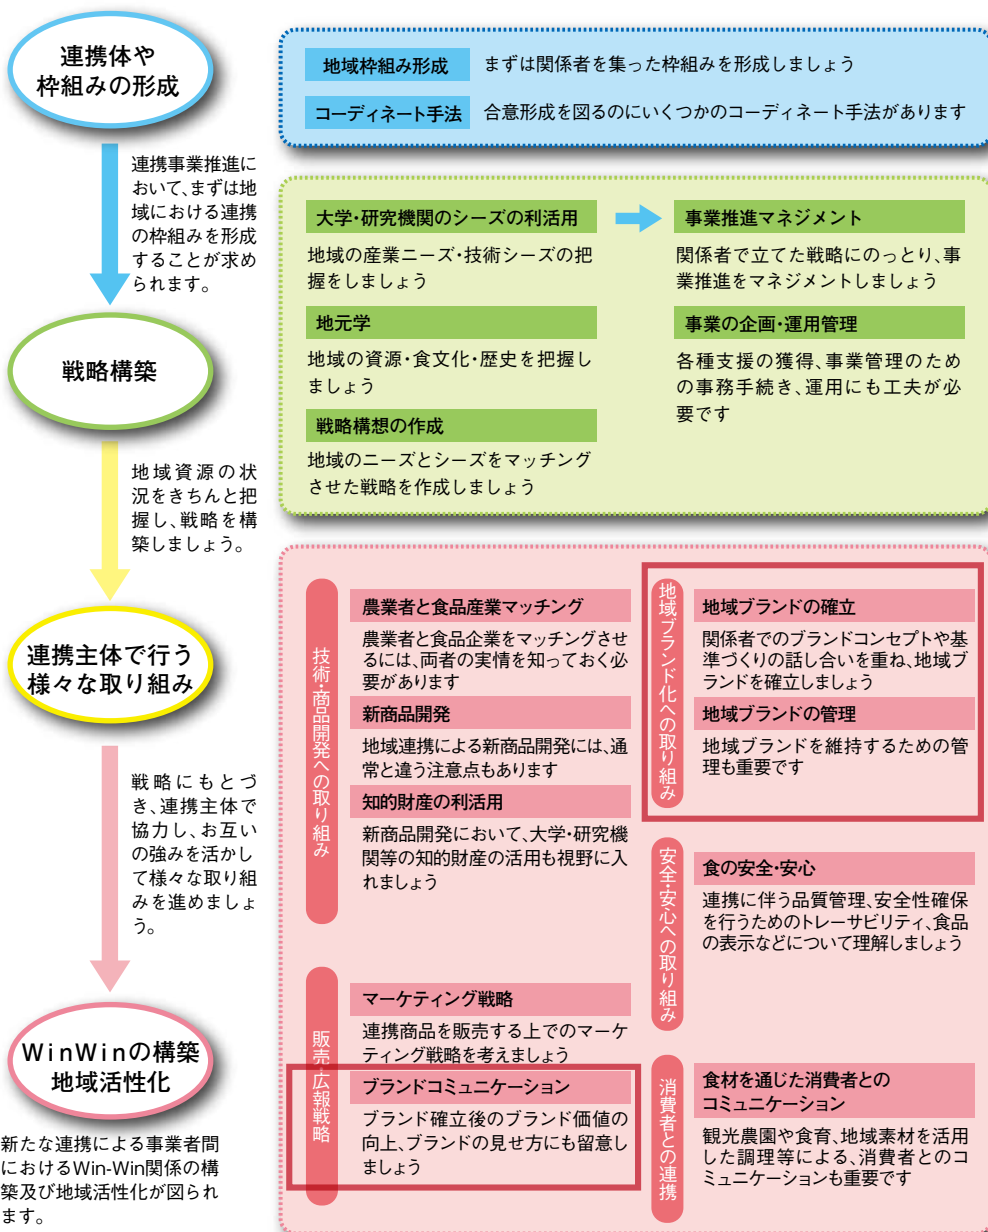 連携体や
枠組みの形成
連携事業推進に
おいて、まずは地
域における連携
の枠組みを形成
することが求め
られます。
戦略構築
地域資源の状
況をきちんと把
握し、戦略を構
築しましょう。
連携主体で行う
様々な取り組み
戦略にもとづ
き、連携主体で
協力し、お互い
の強みを活かし
て様々な取り組
みを進めましょ
う。
WinWinの構築
地域活性化
新たな連携による事業者間
におけるWin-Win関係の構
築及び地域活性化が図られ
ます。
地域枠組み形成
まずは関係者を集った枠組みを形成しましょう
コーディネート手法
合意形成を図るのにいくつかのコーディネート手法があります
大学・研究機関のシーズの利活用
地域の産業ニーズ・技術シーズの把
握をしましょう
地元学
地域の資源・食文化・歴史を把握し
ましょう
戦略構想の作成
地域のニーズとシーズをマッチング
させた戦略を作成しましょう
事業推進マネジメント
関係者で立てた戦略にのっとり、事
業推進をマネジメントしましょう
事業の企画・運用管理
各種支援の獲得、事業管理のため
の事務手続き、運用にも工夫が必
要です
技術・商品開発への取り組み
農業者と食品産業マッチング
農業者と食品企業をマッチングさせ
るには、両者の実情を知っておく必
要があります
新商品開発
地域連携による新商品開発には、通
常と違う注意点もあります
知的財産の利活用
新商品開発において、大学・研究機
関等の知的財産の活用も視野に入
れましょう
販売・広報戦略
マーケティング戦略
連携商品を販売する上でのマーケ
ティング戦略を考えましょう
ブランドコミュニケーション
ブランド確立後のブランド価値の
向上、ブランドの見せ方にも留意し
ましょう
地域ブランド化への取り組み
地域ブランドの確立
関係者でのブランドコンセプトや基
準づくりの話し合いを重ね、地域ブ
ランドを確立しましょう
地域ブランドの管理
地域ブランドを維持するための管
理も重要です
安全・安心への取り組み
食の安全・安心
連携に伴う品質管理、安全性確保
を行うためのトレーサビリティ、食品
の表示などについて理解しましょう
消費者との連携
食材を通じた消費者との
コミュニケーション
観光農園や食育、地域素材を活用
した調理等による、消費者とのコ
ミュニケーションも重要です